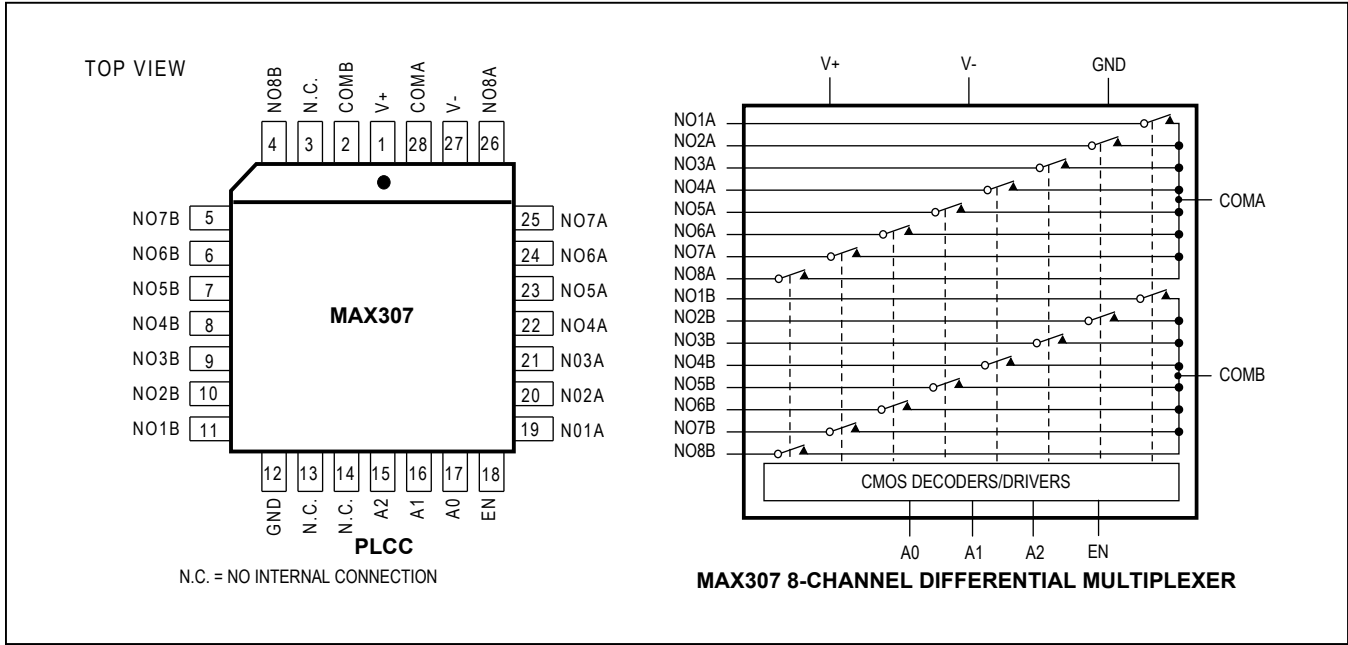 TOP VIEW
NO8B
N.C.
COMB
V+
COMA
V-
NO8A
4 3 2 1 28 27 26
NO7B 5
NO6B 6
NO5B 7
NO4B 8
NO3B 9
NO2B 10
NO1B 11
MAX307
25 NO7A
24 NO6A
23 NO5A
22 NO4A
21 N03A
20 N02A
19 N01A
12 13 14 15 16 17 18
GND
N.C.
N.C.
A2
A1
A0
EN
PLCC
N.C. = NO INTERNAL CONNECTION
V+ V- GND
NO1A
NO2A
NO3A
NO4A
NO5A
NO6A
NO7A
NO8A
NO1B
NO2B
NO3B
NO4B
NO5B
NO6B
NO7B
NO8B
COMA
COMB
CMOS DECODERS/DRIVERS
A0 A1 A2 EN
MAX307 8-CHANNEL DIFFERENTIAL MULTIPLEXER